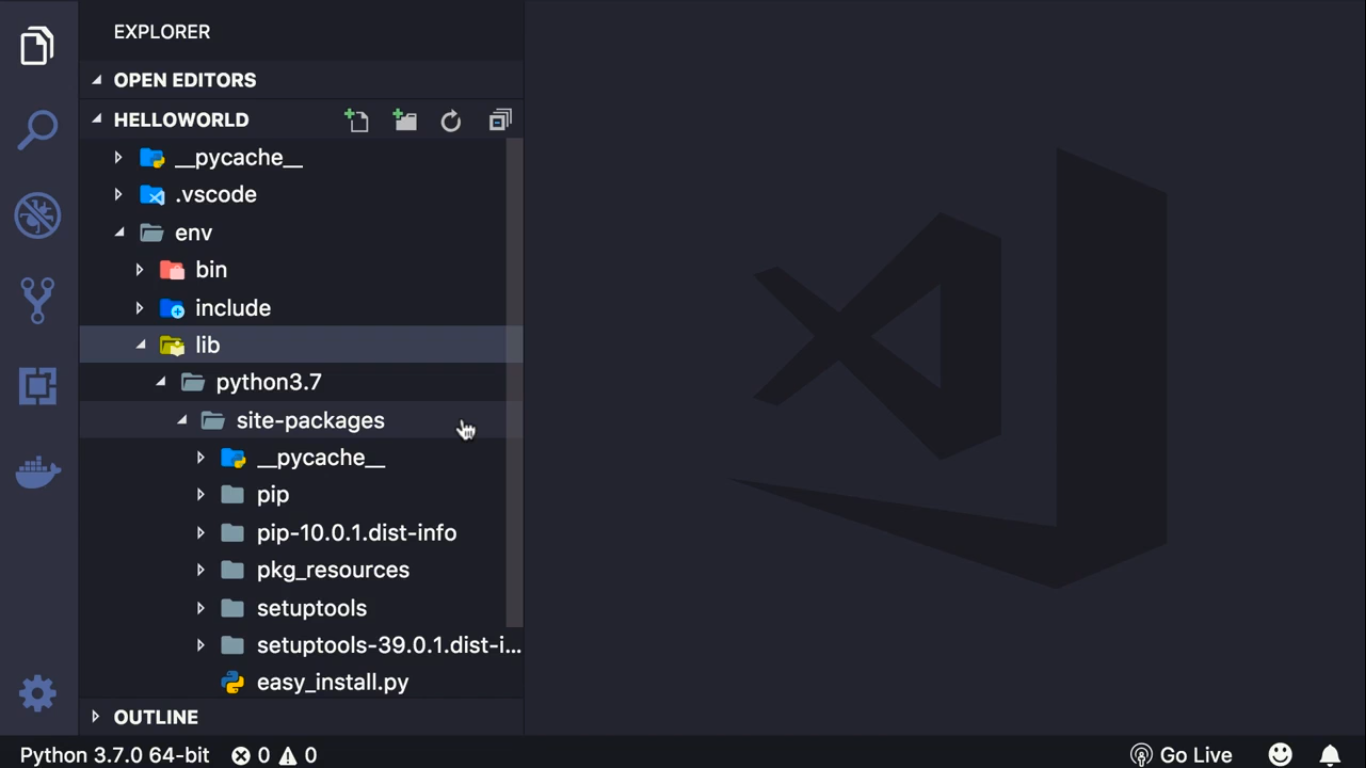 EXPLORER
OPEN EDITORS
HELLOWORLD
__pycache__
.vscode
env
bin
include
lib
python3.7
site-packages
__pycache__
pip
pip-10.0.1.dist-info
pkg_resources
setuptools
setuptools-39.0.1.dist-i...
easy_install.py
OUTLINE
Python 3.7.0 64-bit 0 0 Go Live